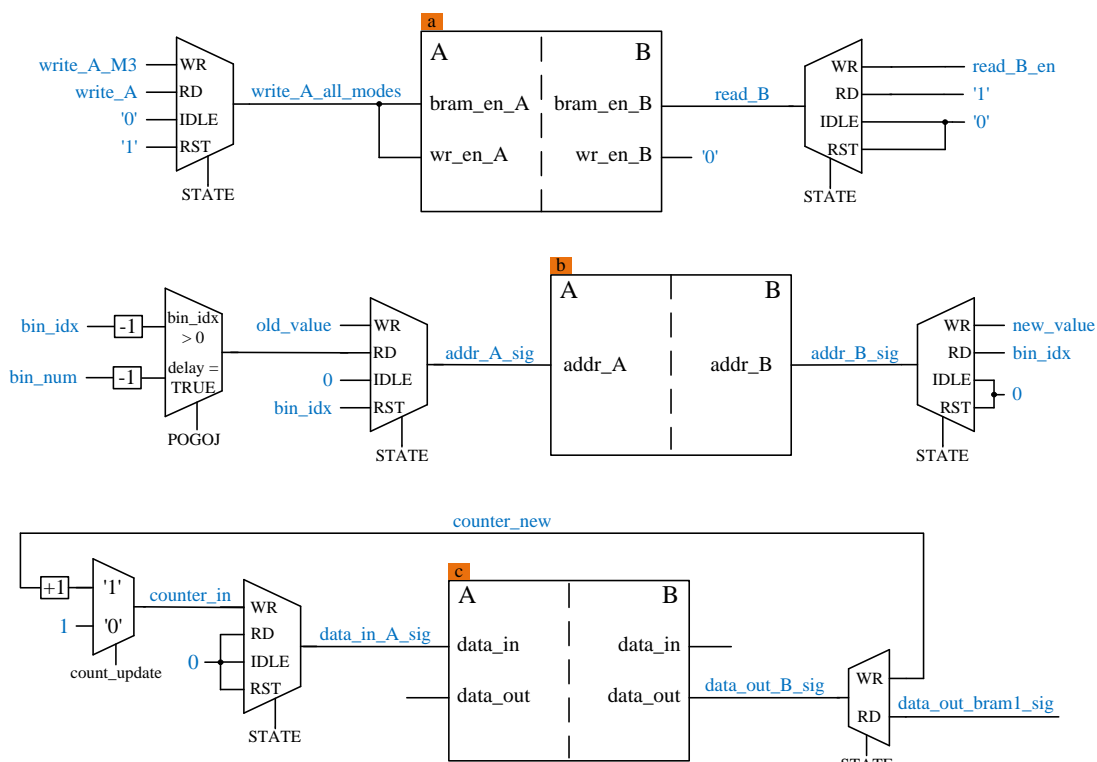 a
A
B
write_A_M3
WR
write_A
RD
'0'
IDLE
'1'
RST
STATE
write_A_all_modes
bram_en_A
bram_en_B
wr_en_A
wr_en_B
'0'
read_B
WR
read_B_en
RD
'1'
IDLE
'0'
RST
STATE
b
A
B
bin_idx
-1
bin_num
-1
bin_idx
> 0
delay =
TRUE
POGOJ
old_value
WR
RD
0
IDLE
bin_idx
RST
STATE
addr_A_sig
addr_A
addr_B
addr_B_sig
WR
new_value
RD
bin_idx
IDLE
RST
0
STATE
counter_new
c
A
B
+1
'1'
1
'0'
count_update
counter_in
WR
RD
0
IDLE
RST
STATE
data_in_A_sig
data_in
data_in
data_out
data_out
data_out_B_sig
WR
RD
data_out_bram1_sig
STATE